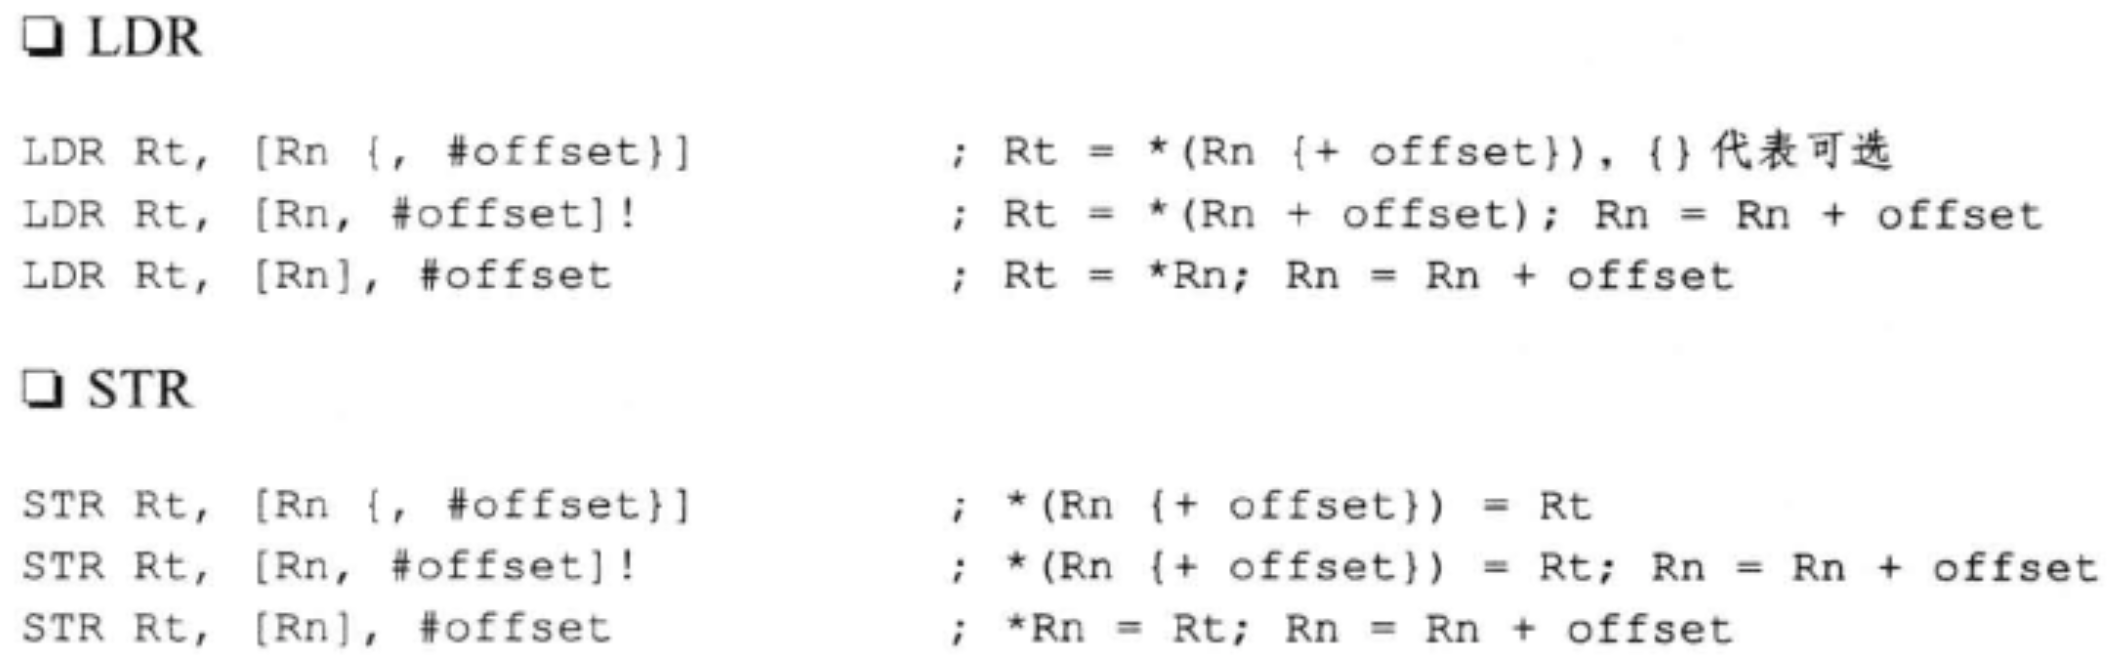 ❑ LDR
LDR Rt, [Rn {, #offset}] ; Rt = *(Rn {+ offset}), {}代表可选
LDR Rt, [Rn, #offset]! ; Rt = *(Rn + offset); Rn = Rn + offset
LDR Rt, [Rn], #offset ; Rt = *Rn; Rn = Rn + offset
❑ STR
STR Rt, [Rn {, #offset}] ; *(Rn {+ offset}) = Rt
STR Rt, [Rn, #offset]! ; *(Rn {+ offset}) = Rt; Rn = Rn + offset
STR Rt, [Rn], #offset ; *Rn = Rt; Rn = Rn + offset